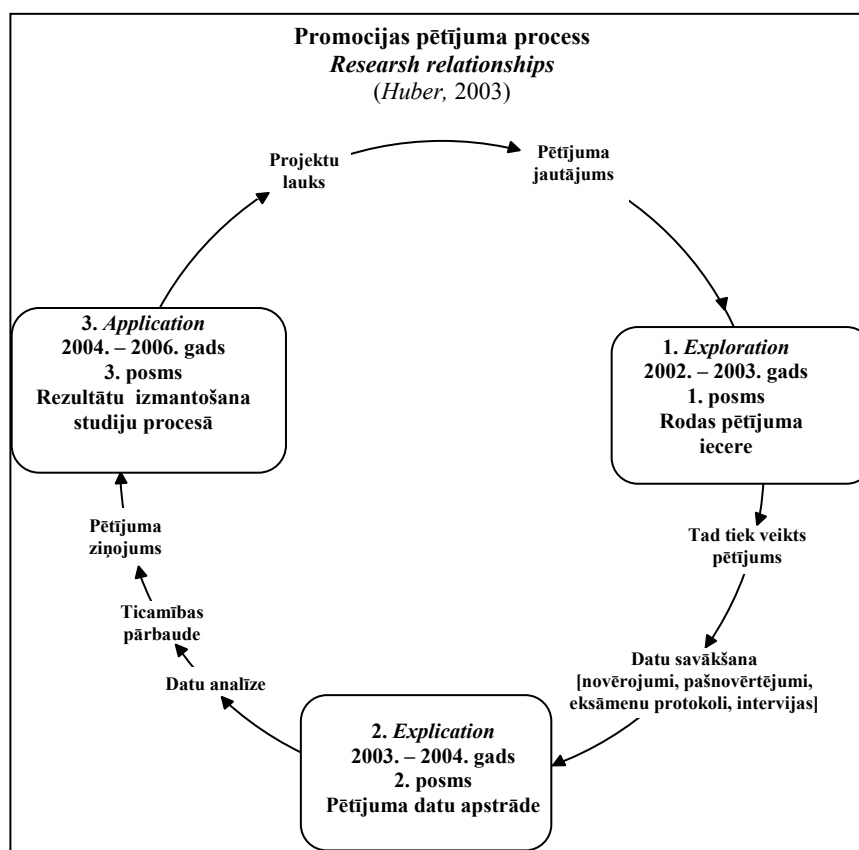 Promocijas pētījuma process
Researsh relationships
(Huber, 2003)
Projektu
lauks
Pētījuma
jautājums
1. Exploration
2002. – 2003. gads
1. posms
Rodas pētījuma
iecere
Tad tiek veikts
pētījums
Datu savākšana
[novērojumi, pašnovērtējumi,
eksāmenu protokoli, intervijas]
2. Explication
2003. – 2004. gads
2. posms
Pētījuma datu apstrāde
Datu analīze
Ticamības
pārbaude
Pētījuma
ziņojums
3. Application
2004. – 2006. gads
3. posms
Rezultātu izmantošana
studiju procesā